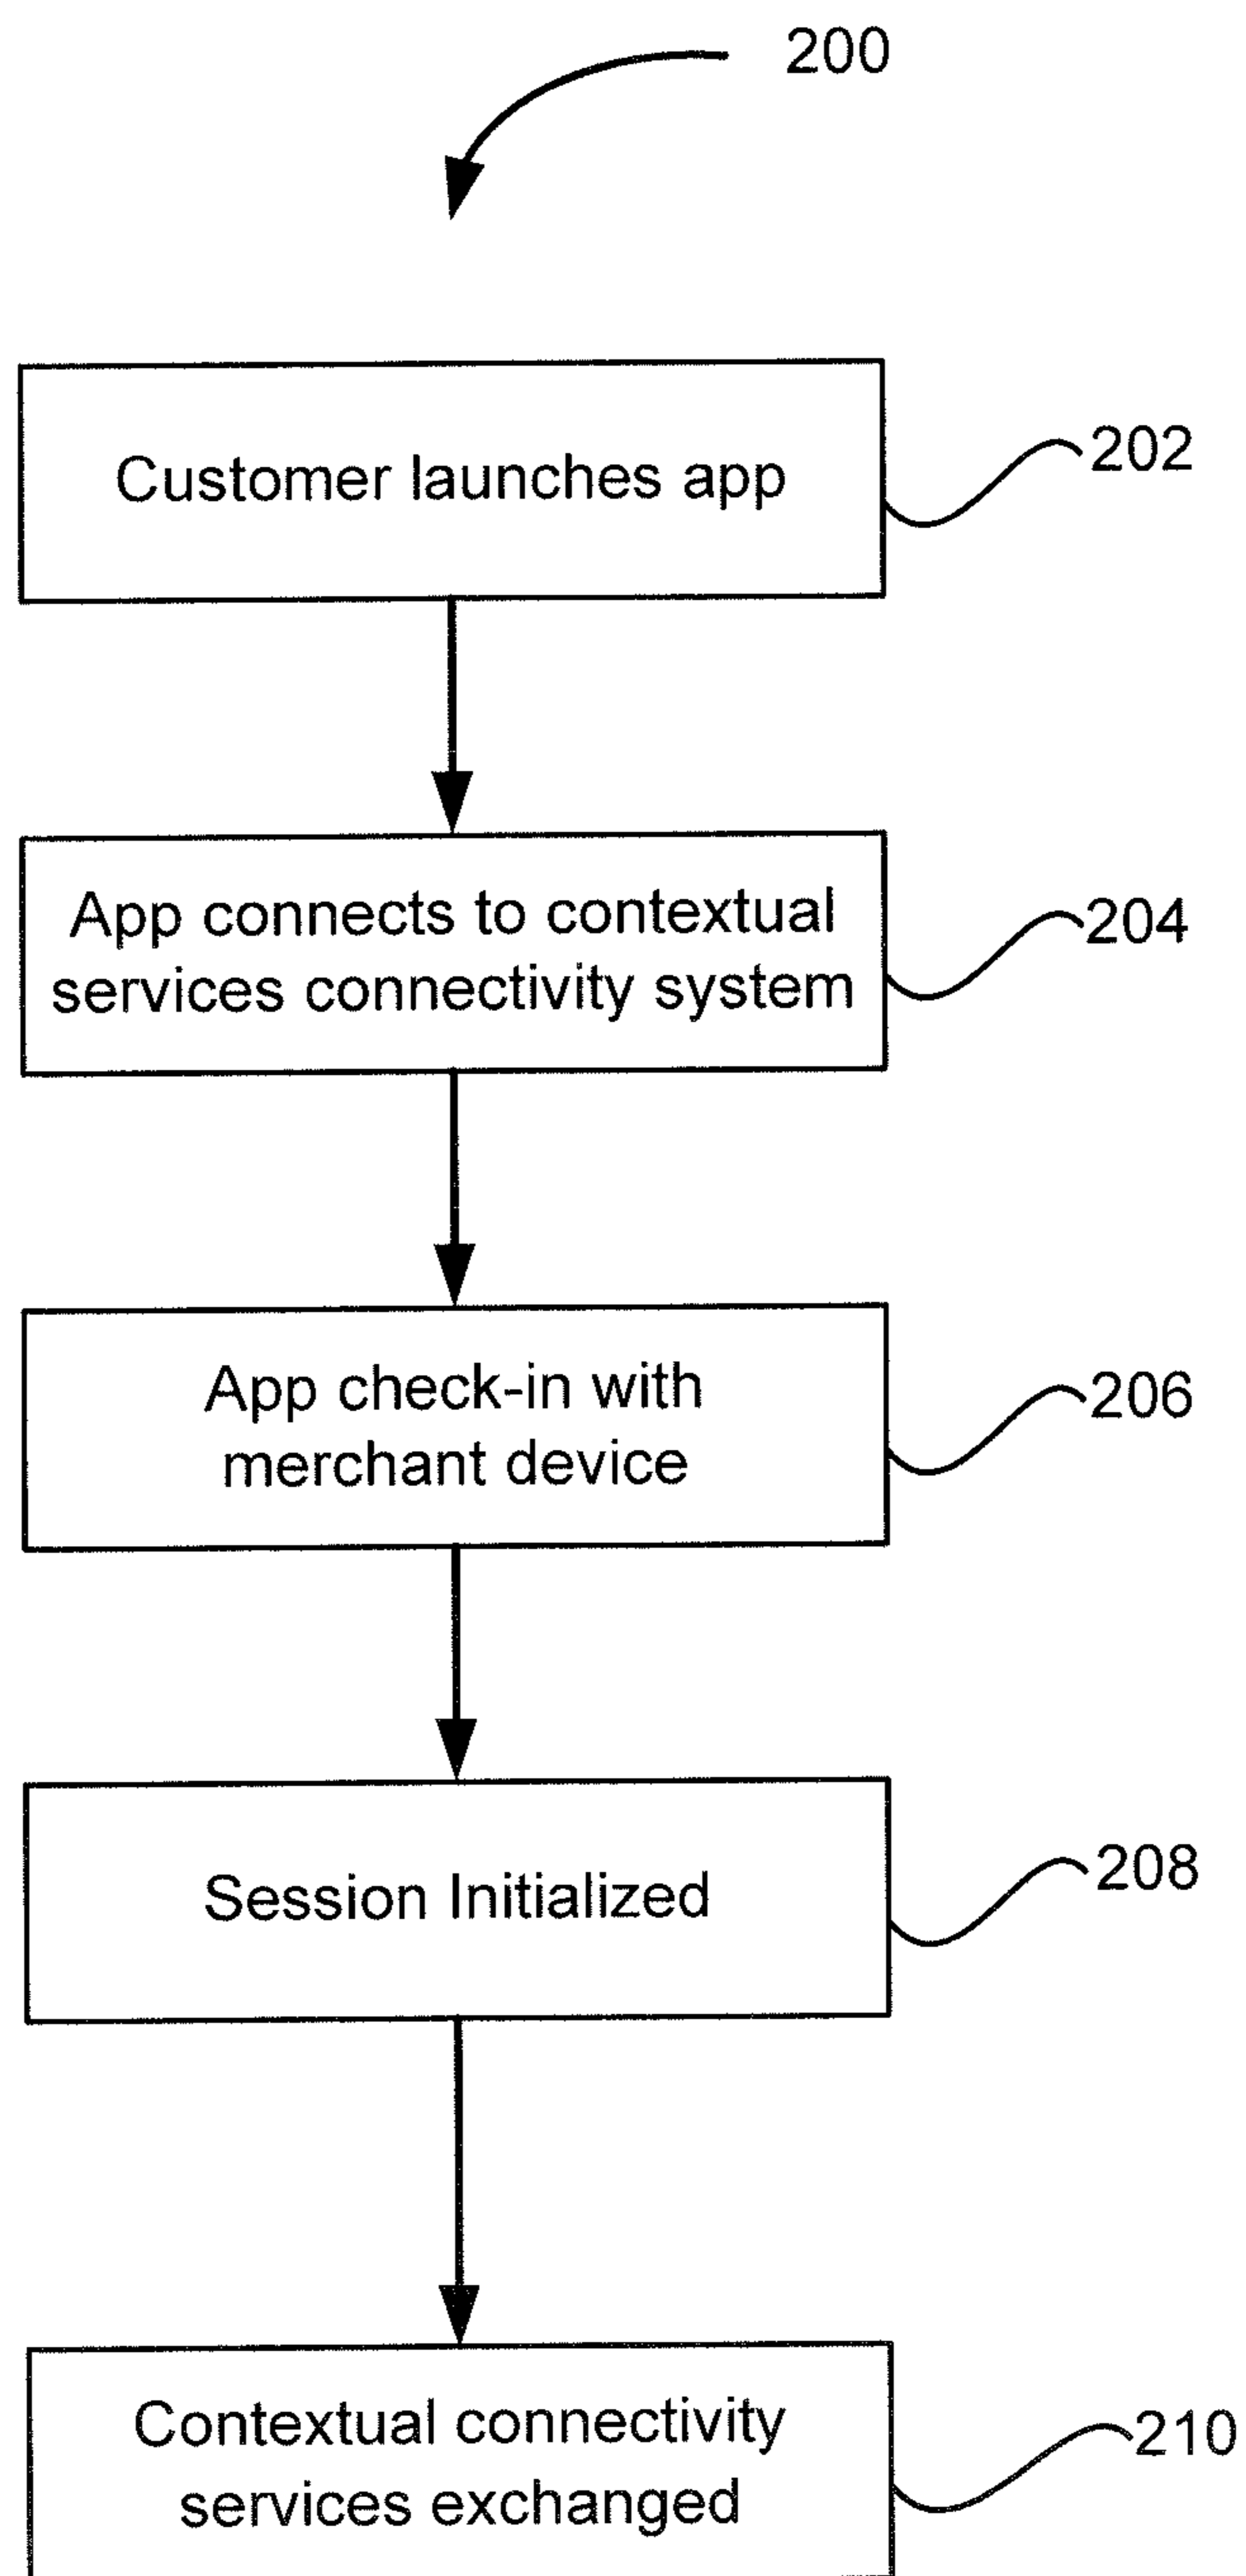 200
Customer launches app
202
App connects to contextual
services connectivity system
204
App check-in with
merchant device
206
Session Initialized
208
Contextual connectivity
services exchanged
210